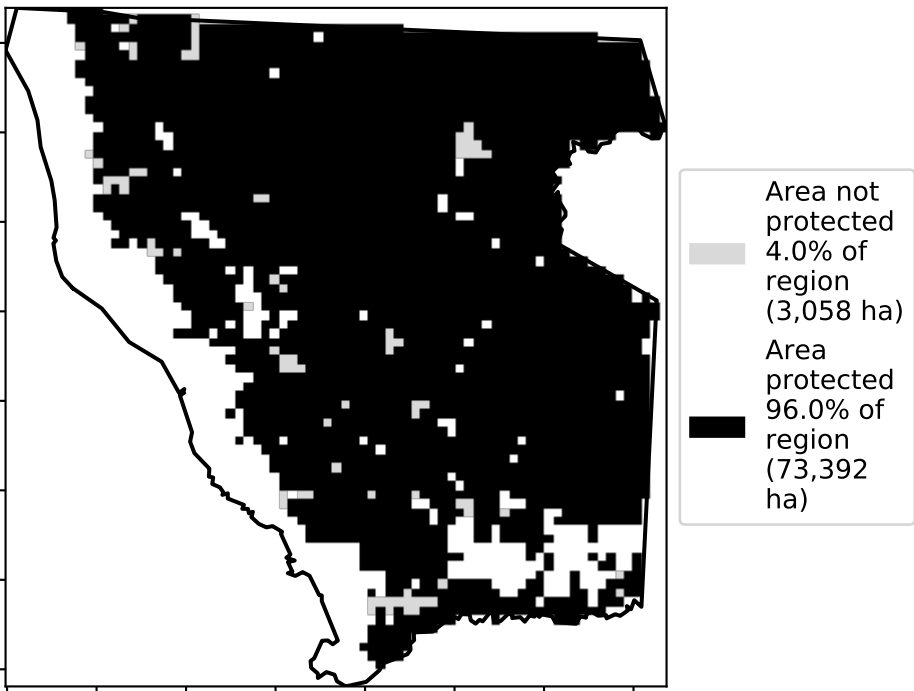 Area not
protected
4.0% of
region
(3,058 ha)
Area
protected
96.0% of
region
(73,392
ha)